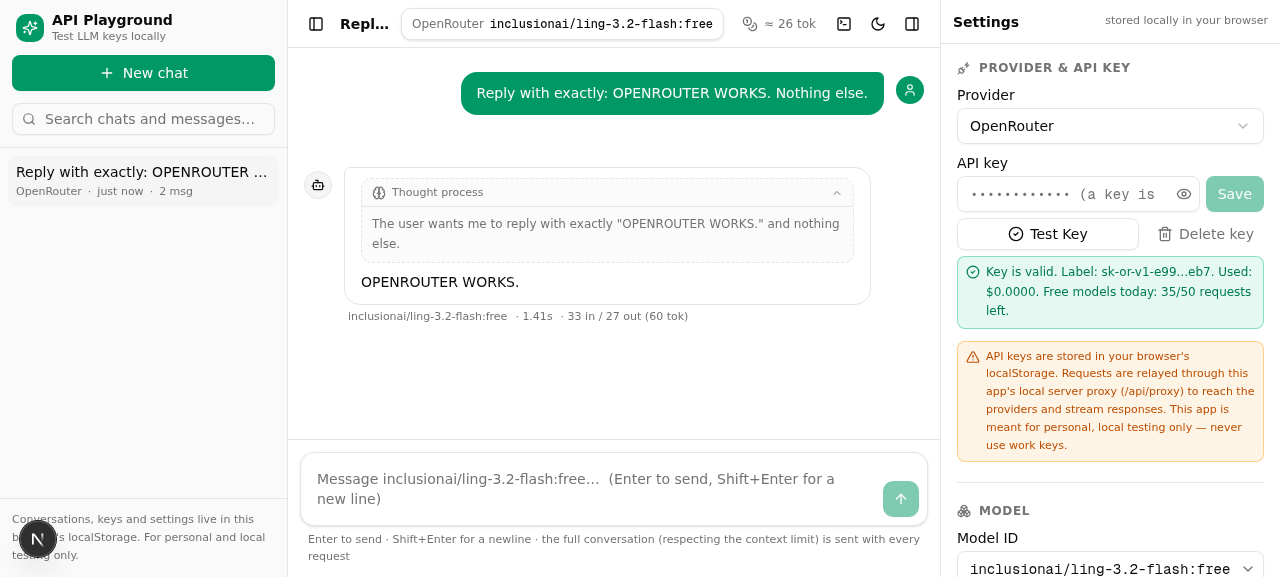 API Playground
Test LLM keys locally
New chat
Search chats and messages…
Reply with exactly: OPENROUTER …
OpenRouter · just now · 2 msg
Conversations, keys and settings live in this
localStorage. For personal and local
only.
N
Repl…
OpenRouter inclusionai/ling-3.2-flash:free
≈ 26 tok
Reply with exactly: OPENROUTER WORKS. Nothing else.
Thought process
The user wants me to reply with exactly "OPENROUTER WORKS." and nothing
else.
OPENROUTER WORKS.
inclusionai/ling-3.2-flash:free · 1.41s · 33 in / 27 out (60 tok)
Message inclusionai/ling-3.2-flash:free… (Enter to send, Shift+Enter for a
new line)
Enter to send · Shift+Enter for a newline · the full conversation (respecting the context limit) is sent with every
request
Settings
stored locally in your browser
PROVIDER & API KEY
Provider
OpenRouter
API key
•••••••••••• (a key is
Save
Test Key
Delete key
Key is valid. Label: sk-or-v1-e99...eb7. Used:
$0.0000. Free models today: 35/50 requests
left.
API keys are stored in your browser's
localStorage. Requests are relayed through this
app's local server proxy (/api/proxy) to reach the
providers and stream responses. This app is
meant for personal, local testing only — never
use work keys.
MODEL
Model ID
inclusionai/ling-3.2-flash:free